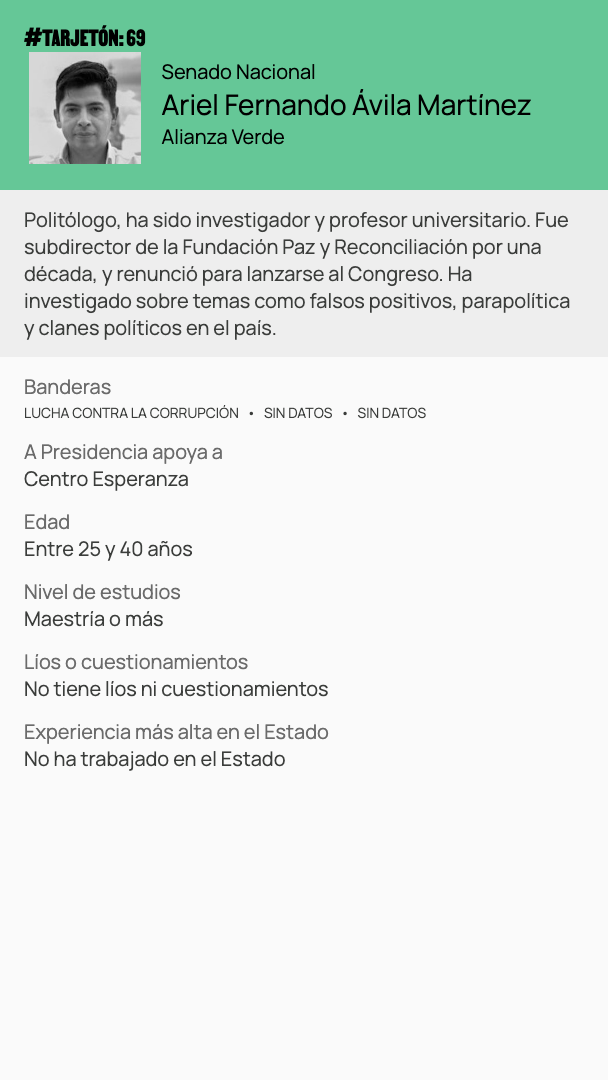 #TARJETÓN: 69
Senado Nacional
Ariel Fernando Ávila Martínez
Alianza Verde
Politólogo, ha sido investigador y profesor universitario. Fue
subdirector de la Fundación Paz y Reconciliación por una
década, y renunció para lanzarse al Congreso. Ha
investigado sobre temas como falsos positivos, parapolítica
y clanes políticos en el país.
Banderas
LUCHA CONTRA LA CORRUPCIÓN • SIN DATOS • SIN DATOS
A Presidencia apoya a
Centro Esperanza
Edad
Entre 25 y 40 años
Nivel de estudios
Maestría o más
Líos o cuestionamientos
No tiene líos ni cuestionamientos
Experiencia más alta en el Estado
No ha trabajado en el Estado